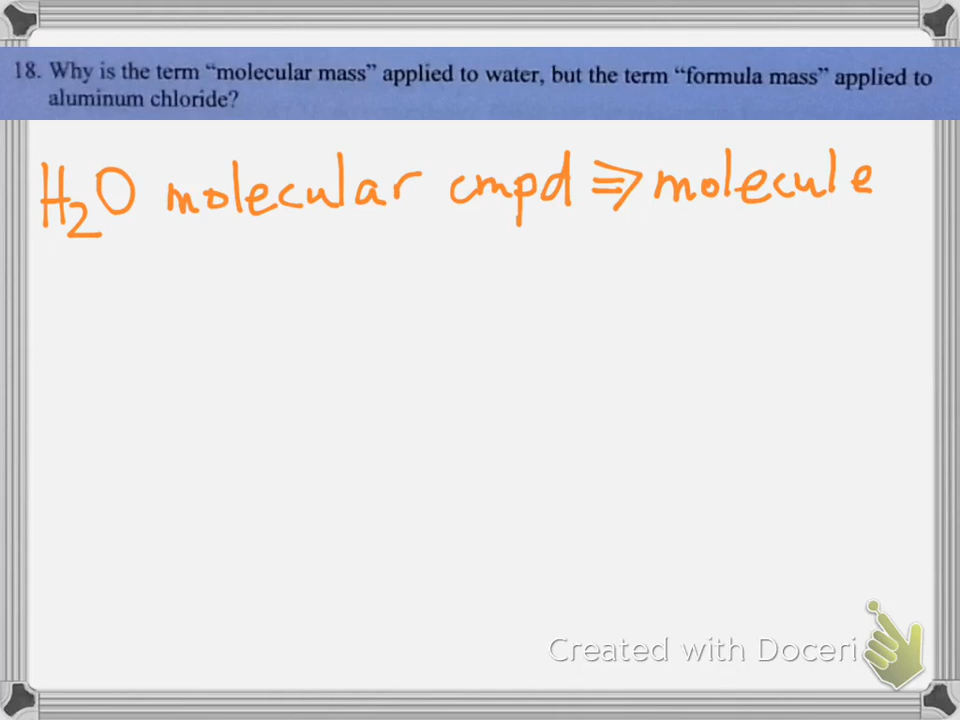 18. Why is the term “molecular mass” applied to water, but the term “formula mass” applied to
aluminum chloride?
H₂O molecular cmpd ⇒ molecule
Created with Doceri